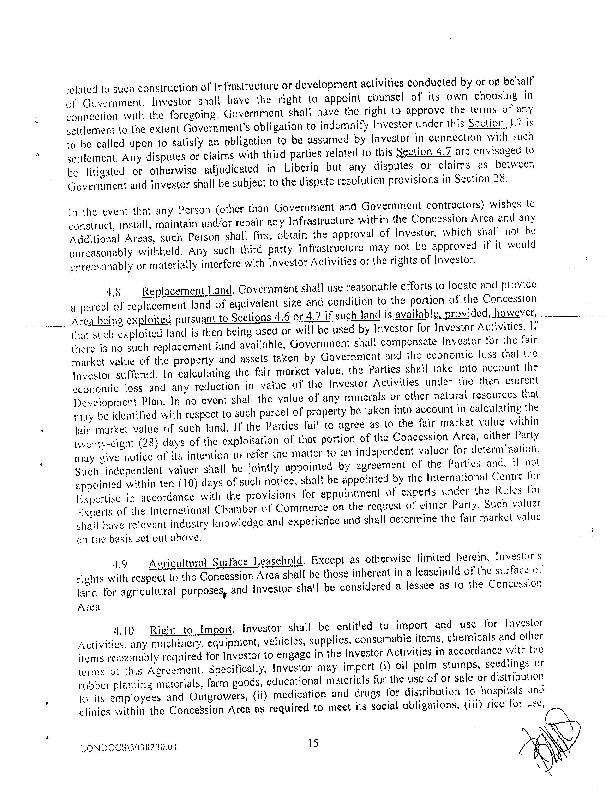 related to such construction of Infrastructure or development activities conducted by or on behalf
of Government. Investor shall have the right to appoint counsel of its own choosing in
connection with the foregoing. Government shall have the right to approve the terms of any
settlement to the extent Government's obligation to indemnify Investor under this Section 4.7 is
to be called upon to satisfy an obligation to be assumed by Investor in connection with such
settlement. Any disputes or claims with third parties related to this Section 4.7 are envisaged to
be litigated or otherwise adjudicated in Liberia but any disputes or claims as between
Government and Investor shall be subject to the dispute resolution provisions in Section 28.
In the event that any Person (other than Government and Government contractors) wishes to
construct, install, maintain and/or repair any Infrastructure within the Concession Area and any
Additional Areas, such Person shall first obtain the approval of Investor, which shall not be
unreasonably withheld. Any such third party Infrastructure may not be approved if it would
unreasonably or materially interfere with Investor Activities or the rights of Investor.
4.8 Replacement Land. Government shall use reasonable efforts to locate and provide
a parcel of replacement land of equivalent size and condition to the portion of the Concession
Area being exploited pursuant to Sections 4.6 or 4.7 if such land is available, provided, however,
that such exploited land is then being used or will be used by Investor for Investor Activities. If
there is no such replacement land available, Government shall compensate Investor for the fair
market value of the property and assets taken by Government and the economic loss that the
Investor suffered. In calculating the fair market value, the Parties shall take into account the
economic loss and any reduction in value of the Investor Activities under the then current
Development Plan. In no event shall the value of any minerals or other natural resources that
may be identified with respect to such parcel of property be taken into account in calculating the
fair market value of such land. If the Parties fail to agree as to the fair market value within
twenty-eight (28) days of the exploitation of that portion of the Concession Area, either Party
may give notice of its intention to refer the matter to an independent valuer for determination.
Such independent valuer shall be jointly appointed by agreement of the Parties and, if not
appointed within ten (10) days of such notice, shall be appointed by the International Centre for
Expertise in accordance with the provisions for appointment of experts under the Rules for
Experts of the International Chamber of Commerce on the request of either Party. Such valuer
shall have relevant industry knowledge and experience and shall determine the fair market value
on the basis set out above.
4.9 Agricultural Surface Leasehold. Except as otherwise limited herein, Investor's
rights with respect to the Concession Area shall be those inherent in a leasehold of the surface of
land for agricultural purposes, and Investor shall be considered a lessee as to the Concession
Area
4.10 Right to Import. Investor shall be entitled to import and use for Investor
Activities, any machinery, equipment, vehicles, supplies, consumable items, chemicals and other
items reasonably required for Investor to engage in the Investor Activities in accordance with the
terms of this Agreement. Specifically, Investor may import (i) oil palm stumps, seedlings or
rubber planting materials, farm goods, educational materials for the use of or sale or distribution
to its employees and Outgrowers, (ii) medication and drugs for distribution to hospitals and
clinics within the Concession Area as required to meet its social obligations, (iii) rice for use,
15